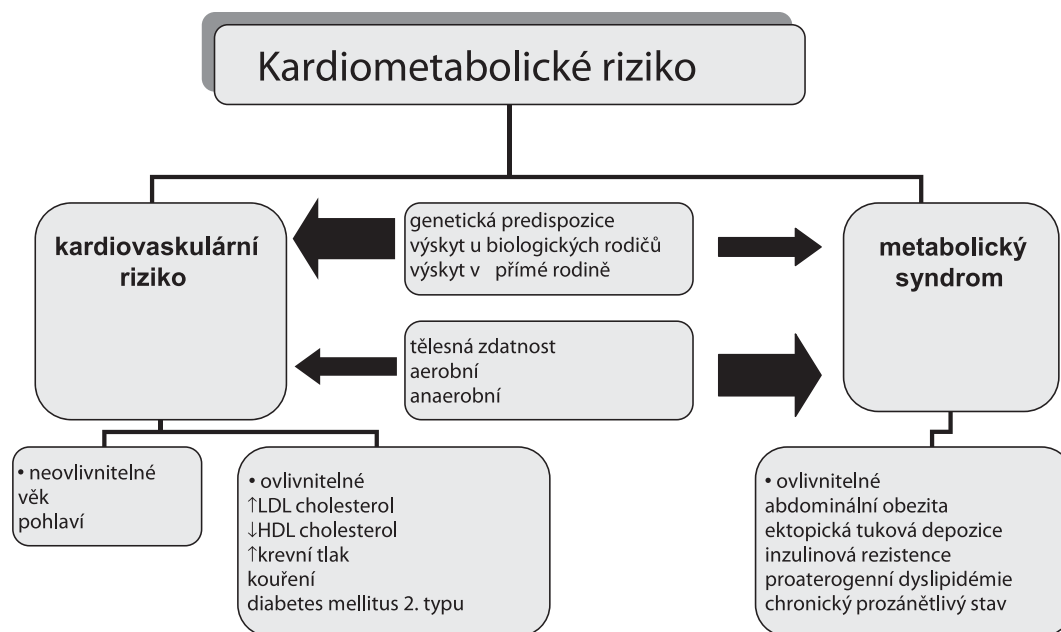 Kardiometabolické riziko
kardiovaskulární
riziko
genetická predispozice
výskyt u biologických rodičů
výskyt v přímé rodině
metabolický
syndrom
tělesná zdatnost
aerobní
anaerobní
• neovlivnitelné
věk
pohlaví
• ovlivnitelné
↑LDL cholesterol
↓HDL cholesterol
↑krevní tlak
kouření
diabetes mellitus 2. typu
• ovlivnitelné
abdominální obezita
ektopická tuková depozice
inzulinová rezistence
proaterogenní dyslipidémie
chronický prozánětlivý stav